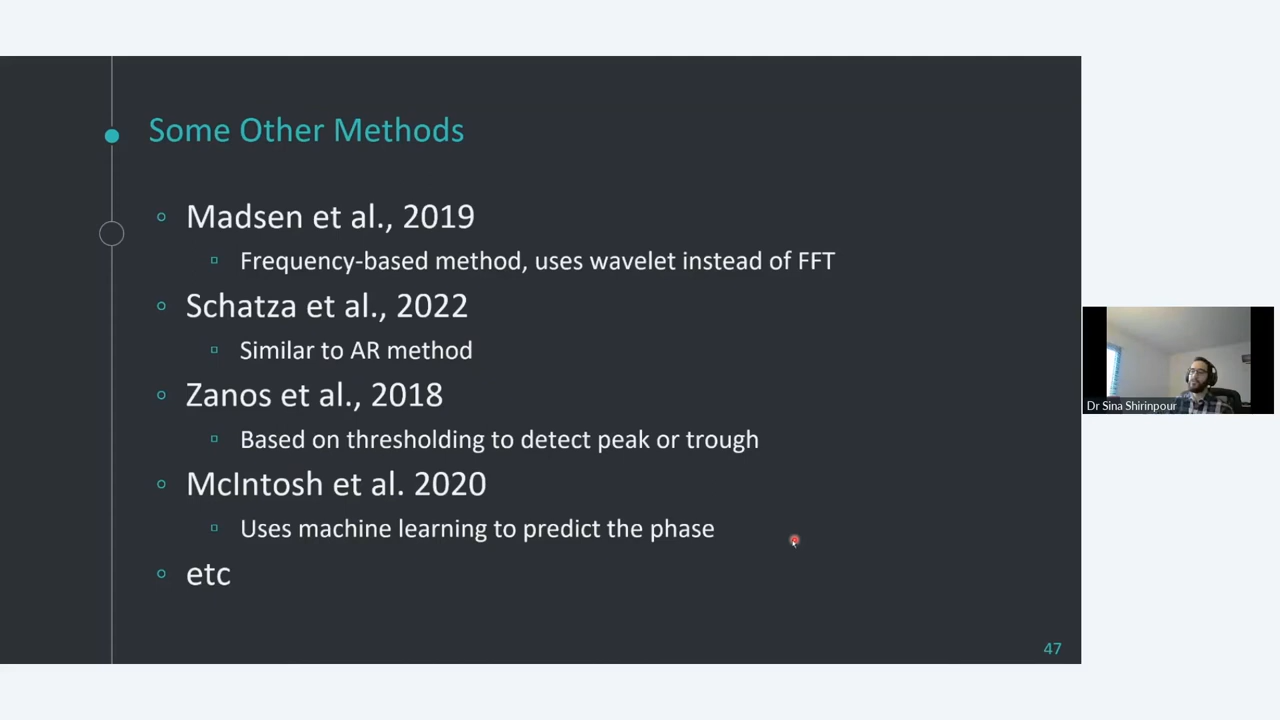 Some Other Methods
Madsen et al., 2019
Frequency-based method, uses wavelet instead of FFT
Schatza et al., 2022
Similar to AR method
Zanos et al., 2018
Based on thresholding to detect peak or trough
McIntosh et al. 2020
Uses machine learning to predict the phase
etc
47
Dr Sina Shirinpour